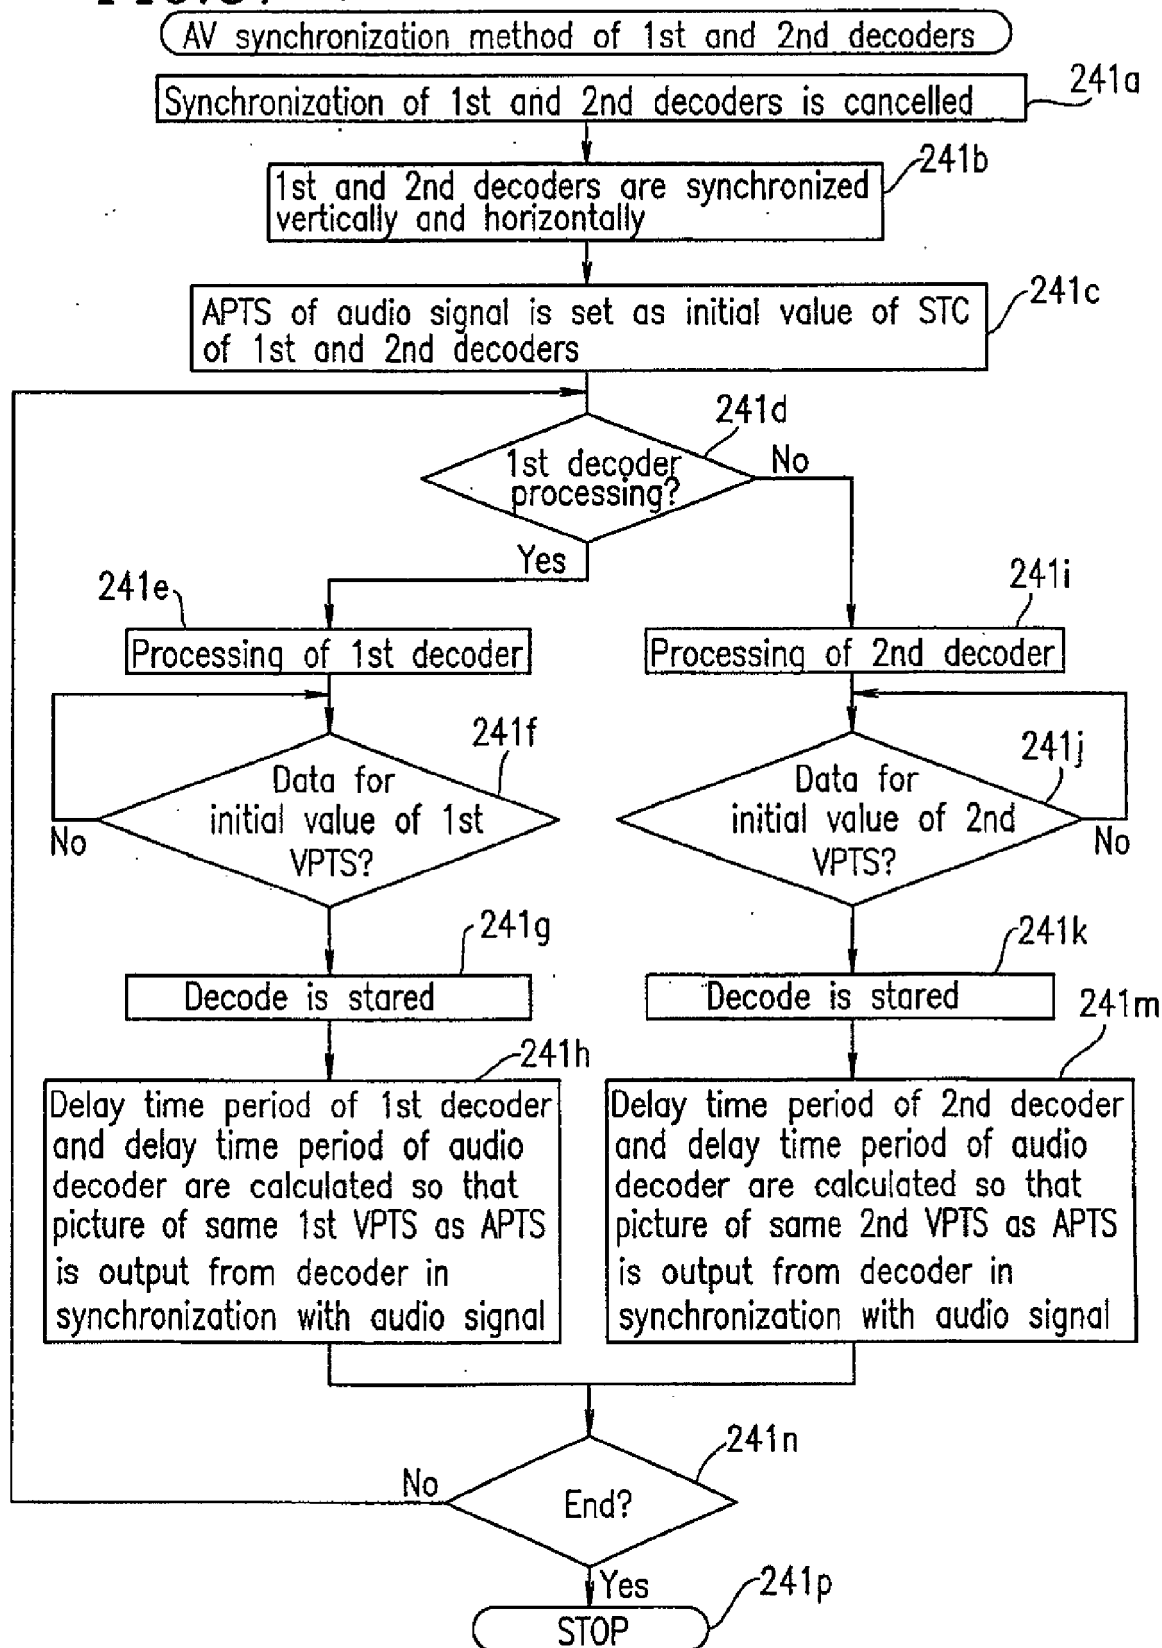 AV synchronization method of 1st and 2nd decoders
241a
Synchronization of 1st and 2nd decoders is cancelled
241b
1st and 2nd decoders are synchronized
vertically and horizontally
241c
APTS of audio signal is set as initial value of STC
of 1st and 2nd decoders
241d
1st decoder
processing?
No
Yes
241e
241i
Processing of 1st decoder
Processing of 2nd decoder
241f
241j
Data for
initial value of 1st
VPTS?
No
Data for
initial value of 2nd
VPTS?
No
241g
241k
Decode is stared
Decode is stared
241h
241m
Delay time period of 1st decoder
and delay time period of audio
decoder are calculated so that
picture of same 1st VPTS as APTS
is output from decoder in
synchronization with audio signal
Delay time period of 2nd decoder
and delay time period of audio
decoder are calculated so that
picture of same 2nd VPTS as APTS
is output from decoder in
synchronization with audio signal
241n
No
End?
Yes
241p
STOP